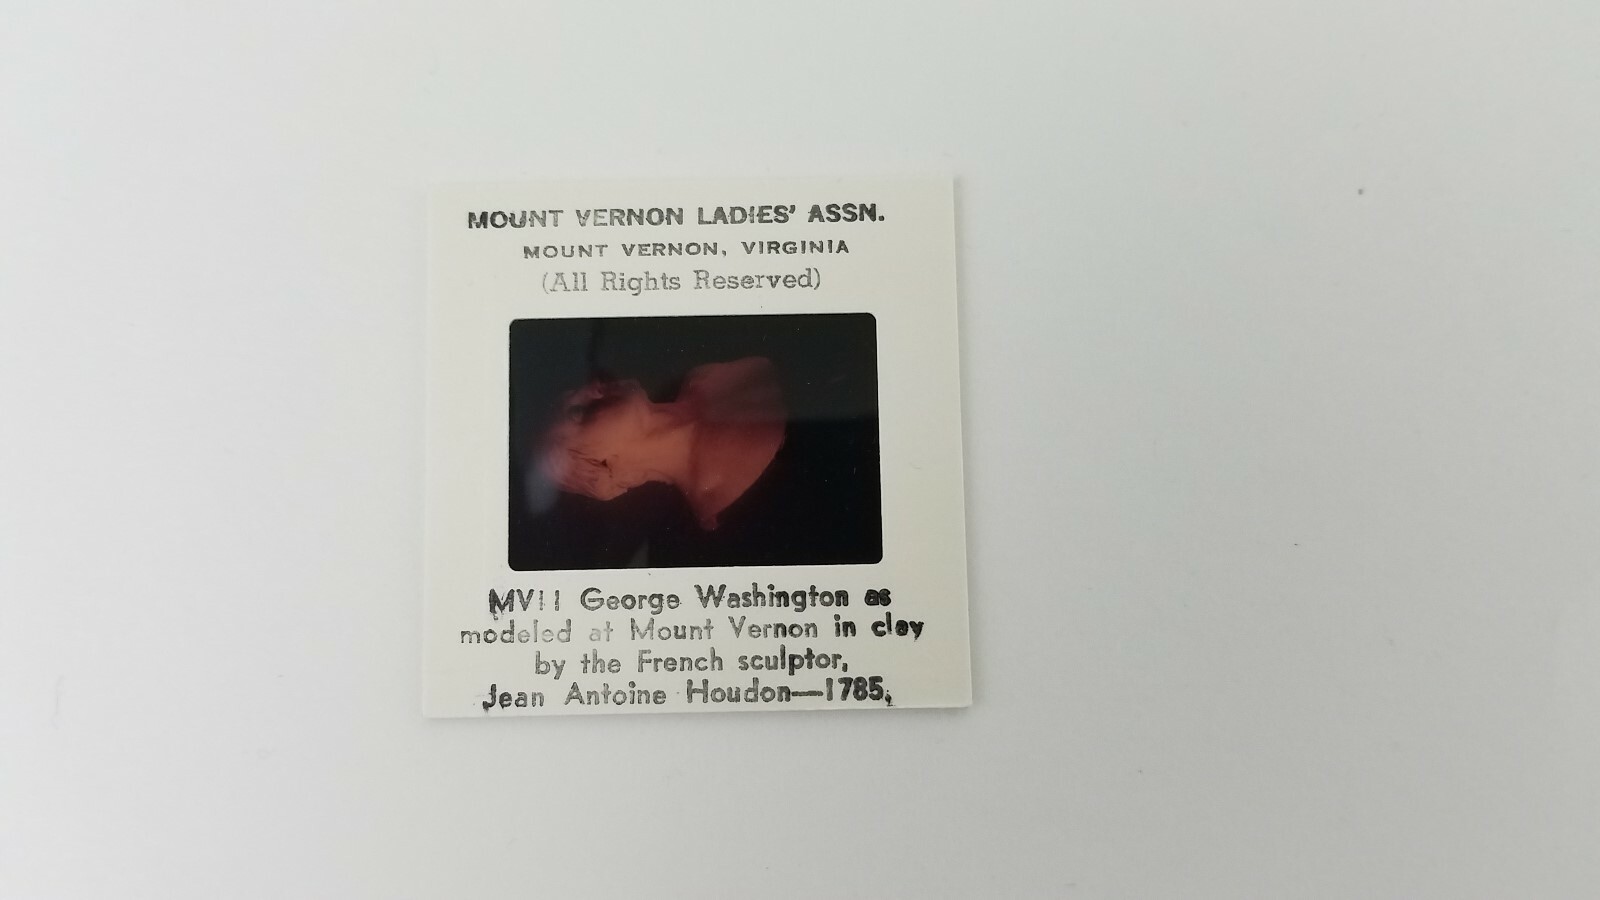 MOUNT VERNON LADIES' ASSN.
MOUNT VERNON, VIRGINIA
(All Rights Reserved)
MV11 George Washington as
modeled at Mount Vernon in clay
by the French sculptor,
Jean Antoine Houdon—1785.